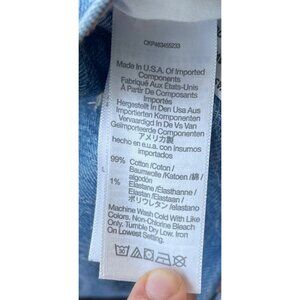 Made In U.S.A. Of Imported
Components
Fabriqué Aux États-Unis
À Partir De Composants
Importés
Hergestellt In Den Usa Aus
Importierten Komponenten
Vervaardigd In De Vs Van
Geïmporteerde Componenten
アメリカ製
hecho en e.u.a. con insumos
importados
99% Cotton / Coton /
Baumwolle / Katoen / 綿 /
algodón
1% Elastane / Élasthanne /
Elastan / Elastaan /
ポリウレタン / elastano
Machine Wash Cold With Like
Colors. Non-Chlorine Bleach
Only. Tumble Dry Low. Iron
On Lowest Setting.